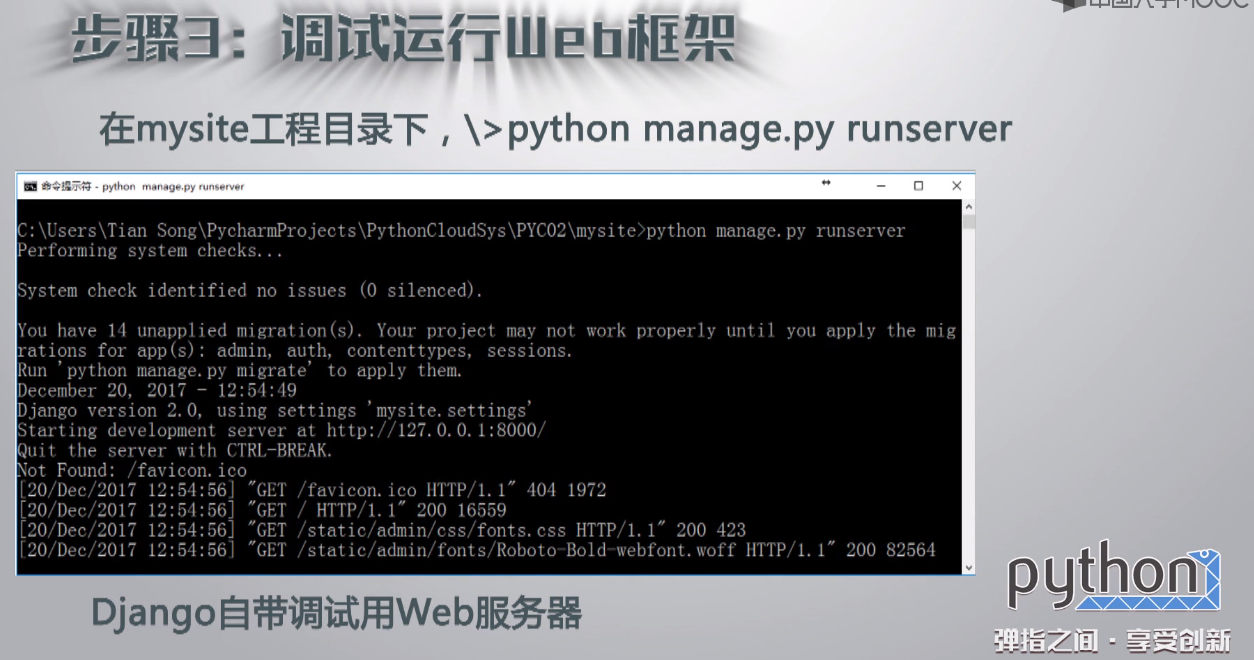 中国大学MOOC
步骤3：调试运行Web框架
在mysite工程目录下，\>python manage.py runserver
命令提示符 - python  manage.py runserver
C:\Users\Tian Song\PycharmProjects\PythonCloudSys\PYC02\mysite>python manage.py runserver
Performing system checks...
System check identified no issues (0 silenced).
You have 14 unapplied migration(s). Your project may not work properly until you apply the mig
rations for app(s): admin, auth, contenttypes, sessions.
Run 'python manage.py migrate' to apply them.
December 20, 2017 - 12:54:49
Django version 2.0, using settings 'mysite.settings'
Starting development server at http://127.0.0.1:8000/
Quit the server with CTRL-BREAK.
Not Found: /favicon.ico
[20/Dec/2017 12:54:56] "GET /favicon.ico HTTP/1.1" 404 1972
[20/Dec/2017 12:54:56] "GET / HTTP/1.1" 200 16559
[20/Dec/2017 12:54:56] "GET /static/admin/css/fonts.css HTTP/1.1" 200 423
[20/Dec/2017 12:54:56] "GET /static/admin/fonts/Roboto-Bold-webfont.woff HTTP/1.1" 200 82564
Django自带调试用Web服务器
python
弹指之间·享受创新